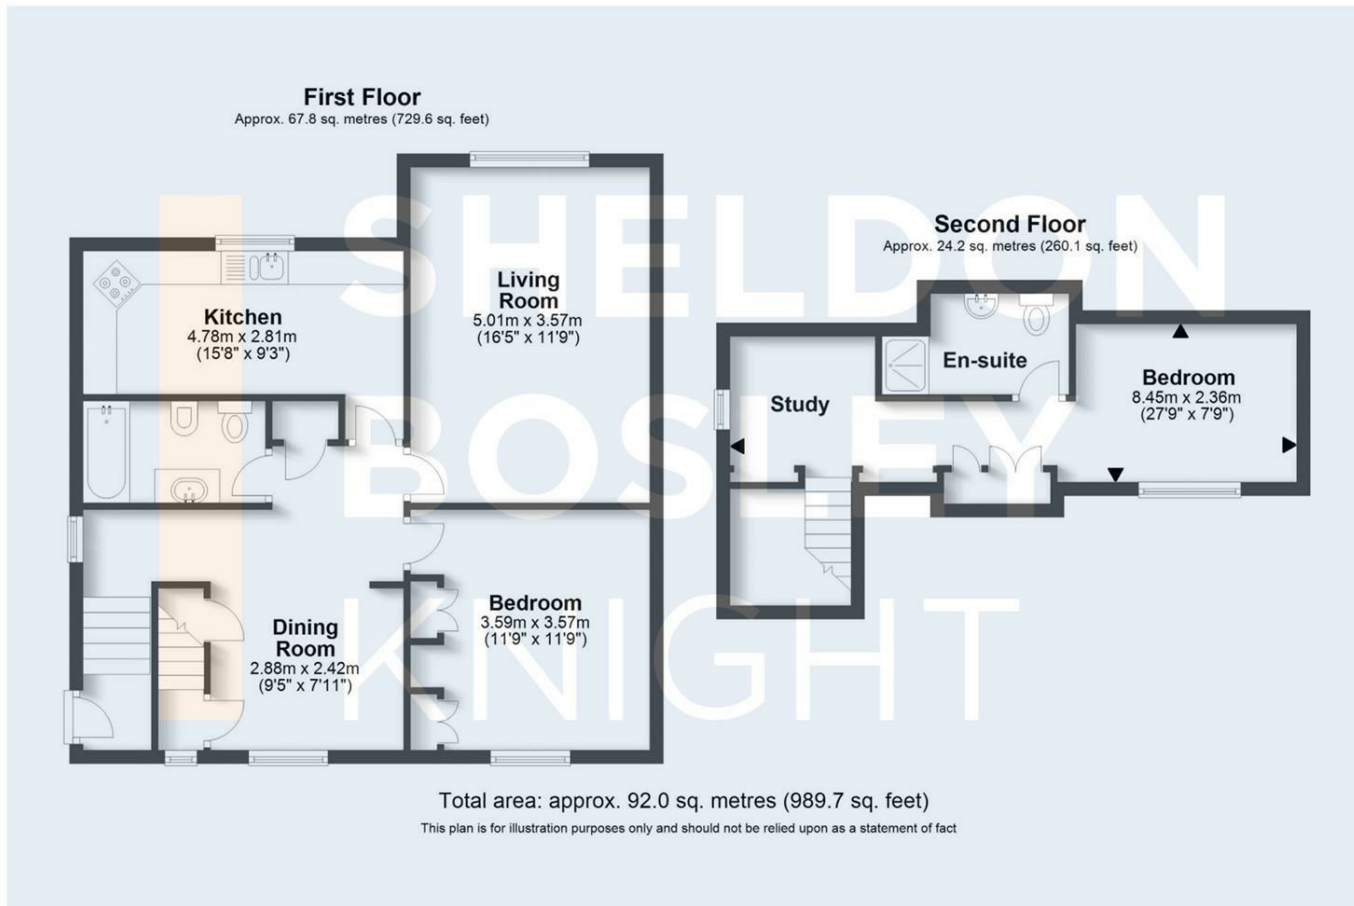 First Floor
Approx. 67.8 sq. metres (729.6 sq. feet)
SHELDON
BOSLEY
KNIGHT
Kitchen
4.78m x 2.81m
(15'8" x 9'3")
Living
Room
5.01m x 3.57m
(16'5" x 11'9")
Dining
Room
2.88m x 2.42m
(9'5" x 7'11")
Bedroom
3.59m x 3.57m
(11'9" x 11'9")
Second Floor
Approx. 24.2 sq. metres (260.1 sq. feet)
Study
En-suite
Bedroom
8.45m x 2.36m
(27'9" x 7'9")
Total area: approx. 92.0 sq. metres (989.7 sq. feet)
This plan is for illustration purposes only and should not be relied upon as a statement of fact